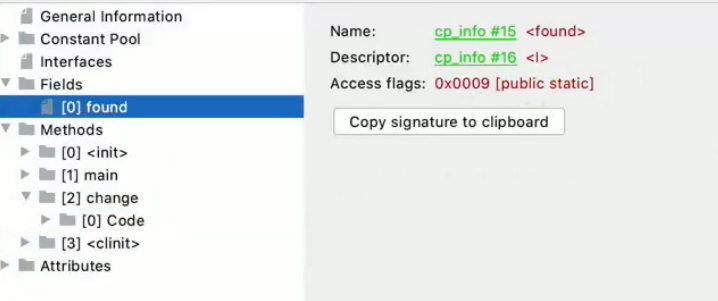 General Information
Constant Pool
Interfaces
Fields
[0] found
Methods
[0] <init>
[1] main
[2] change
[0] Code
[3] <clinit>
Attributes
Name: cp_info #15 <found>
Descriptor: cp_info #16 <I>
Access flags: 0x0009 [public static]
Copy signature to clipboard